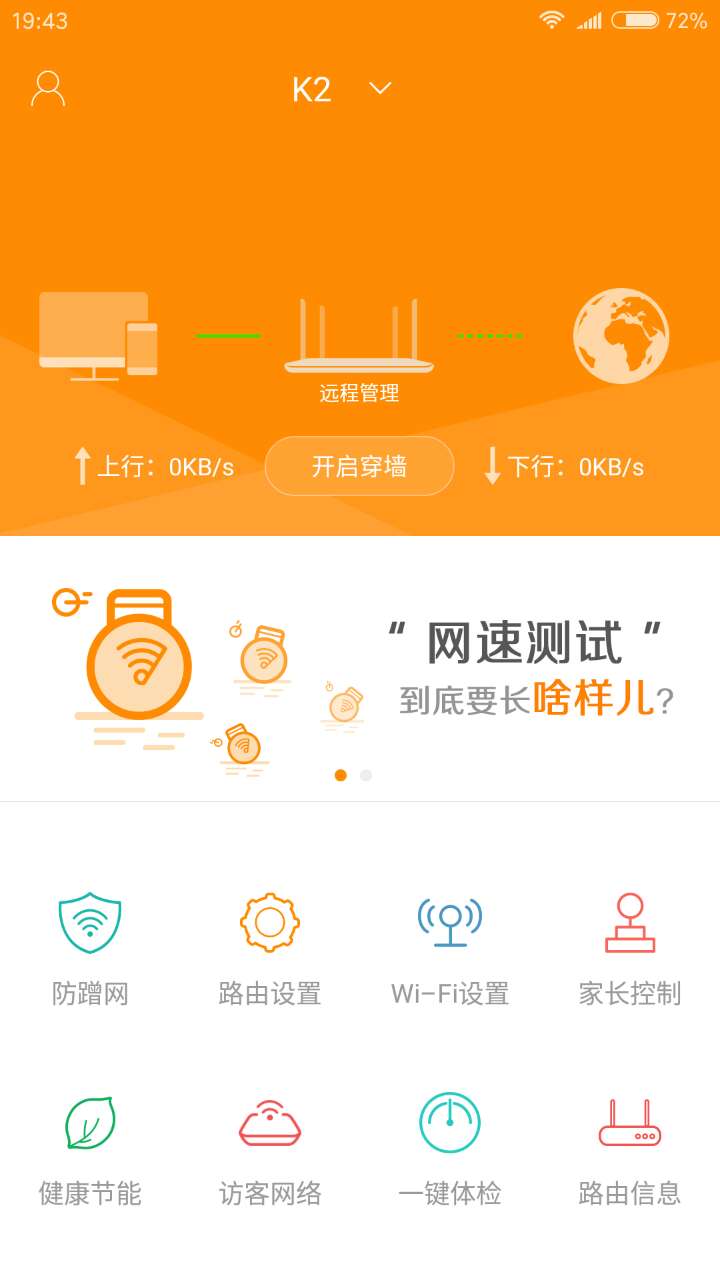 19:43 72%
K2
远程管理
上行：0KB/s 开启穿墙 下行：0KB/s
“网速测试”
到底要长啥样儿?
防蹭网 路由设置 Wi-Fi设置 家长控制
健康节能 访客网络 一键体检 路由信息